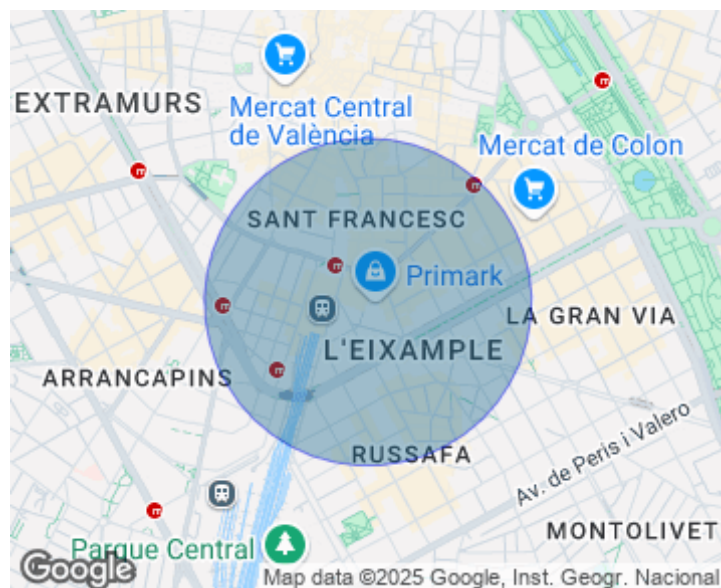 EXTRAMURS
Mercat Central
de València
Mercat de Colon
SANT FRANCESC
Primark
LA GRAN VIA
L'EIXAMPLE
ARRANCAPINS
RUSSAFA
Av. de Peris i Valero
MONTOLIVET
Parque Central
Google
Map data ©2025 Google, Inst. Geogr. Nacional